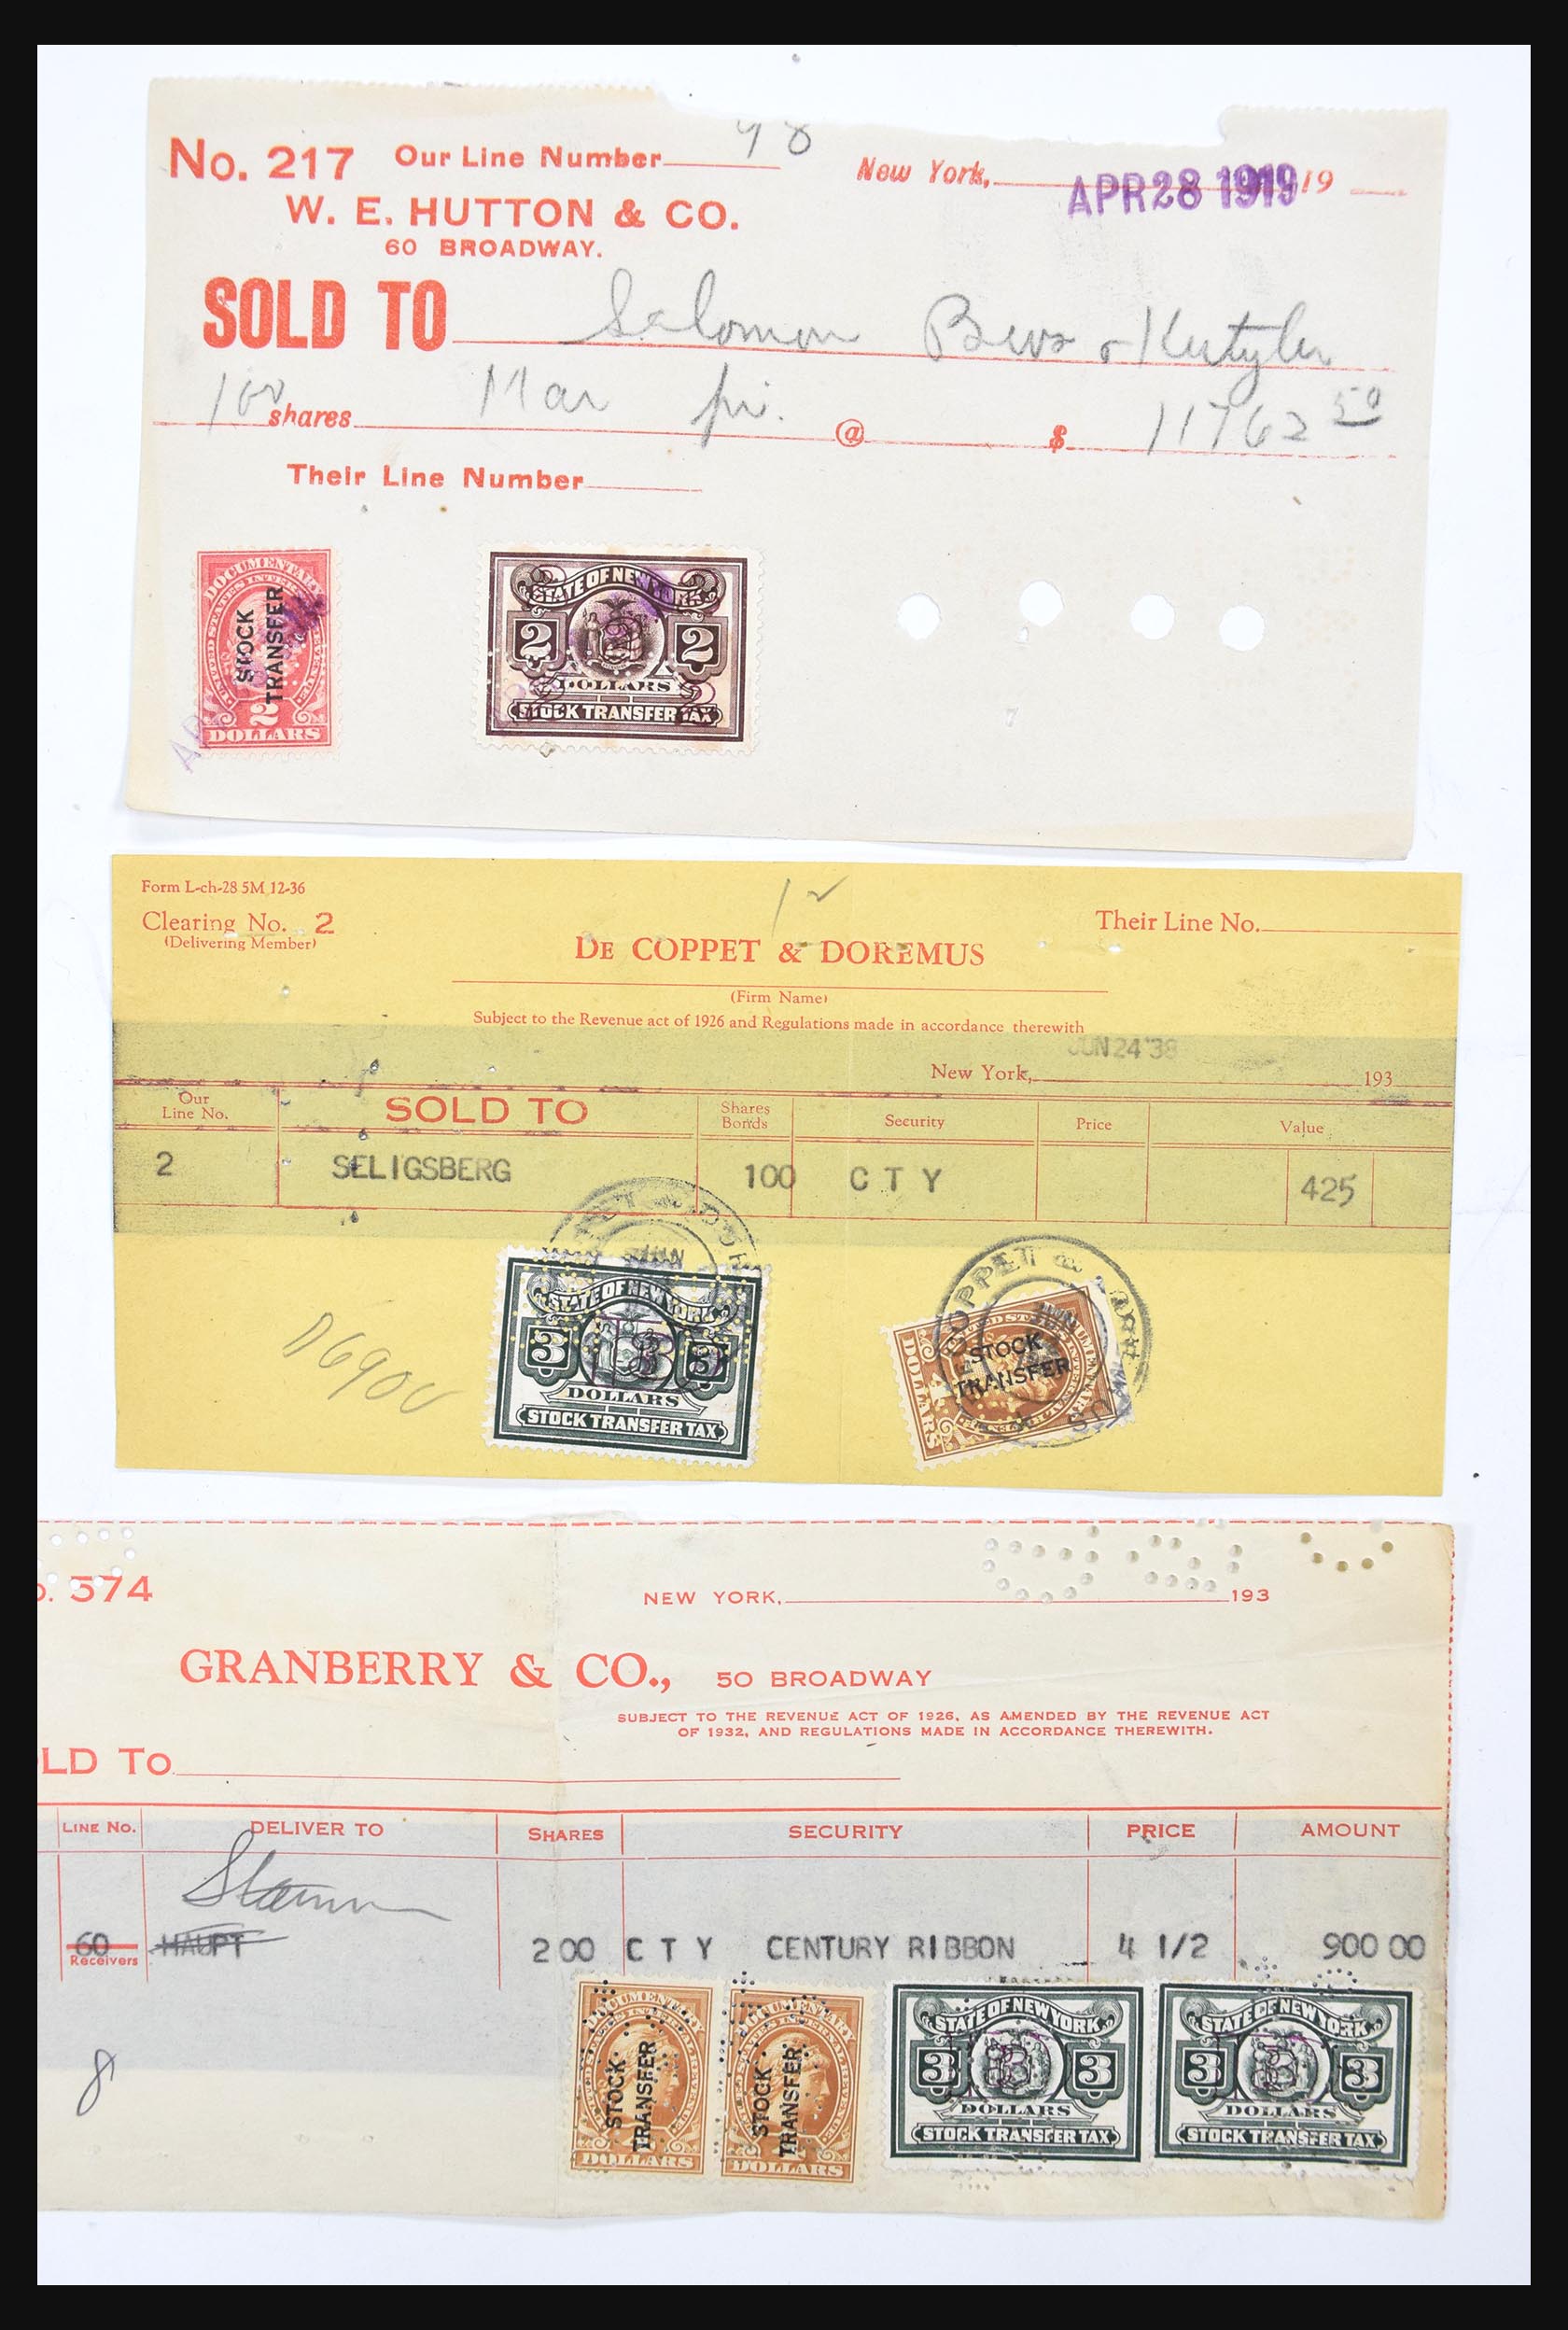 98
No. 217 Our Line Number
New York, APR 28 1919 19
W. E. HUTTON & CO.
60 BROADWAY.
SOLD TO Salomon Bros & Hutzler
100 shares Mar pr. @ $ 11762 50
Their Line Number
DOCUMENTARY
STOCK TRANSFER
2
DOLLARS
STATE OF NEW YORK
2 2
DOLLARS
STOCK TRANSFER TAX
Form L-ch-28 5M 12-36
Clearing No. 2
(Delivering Member)
Their Line No.
DE COPPET & DOREMUS
(Firm Name)
Subject to the Revenue act of 1926 and Regulations made in accordance therewith
JUN 24 '38
New York, 193
Our Line No. SOLD TO Shares Bonds Security Price Value
2 SELIGSBERG 100 C T Y 425
D6900
STATE OF NEW YORK
3 3
DOLLARS
STOCK TRANSFER TAX
STOCK TRANSFER
DOLLARS
o. 574
NEW YORK, 193
GRANBERRY & CO., 50 BROADWAY
SUBJECT TO THE REVENUE ACT OF 1926, AS AMENDED BY THE REVENUE ACT
OF 1932, AND REGULATIONS MADE IN ACCORDANCE THEREWITH.
LD TO
LINE NO. DELIVER TO SHARES SECURITY PRICE AMOUNT
60 HAUPT 200 C T Y CENTURY RIBBON 4 1/2 900 00
Receivers
8
DOCUMENTARY
STOCK TRANSFER
DOLLARS
DOCUMENTARY
STOCK TRANSFER
DOLLARS
STATE OF NEW YORK
3 3
DOLLARS
STOCK TRANSFER TAX
STATE OF NEW YORK
3 3
DOLLARS
STOCK TRANSFER TAX